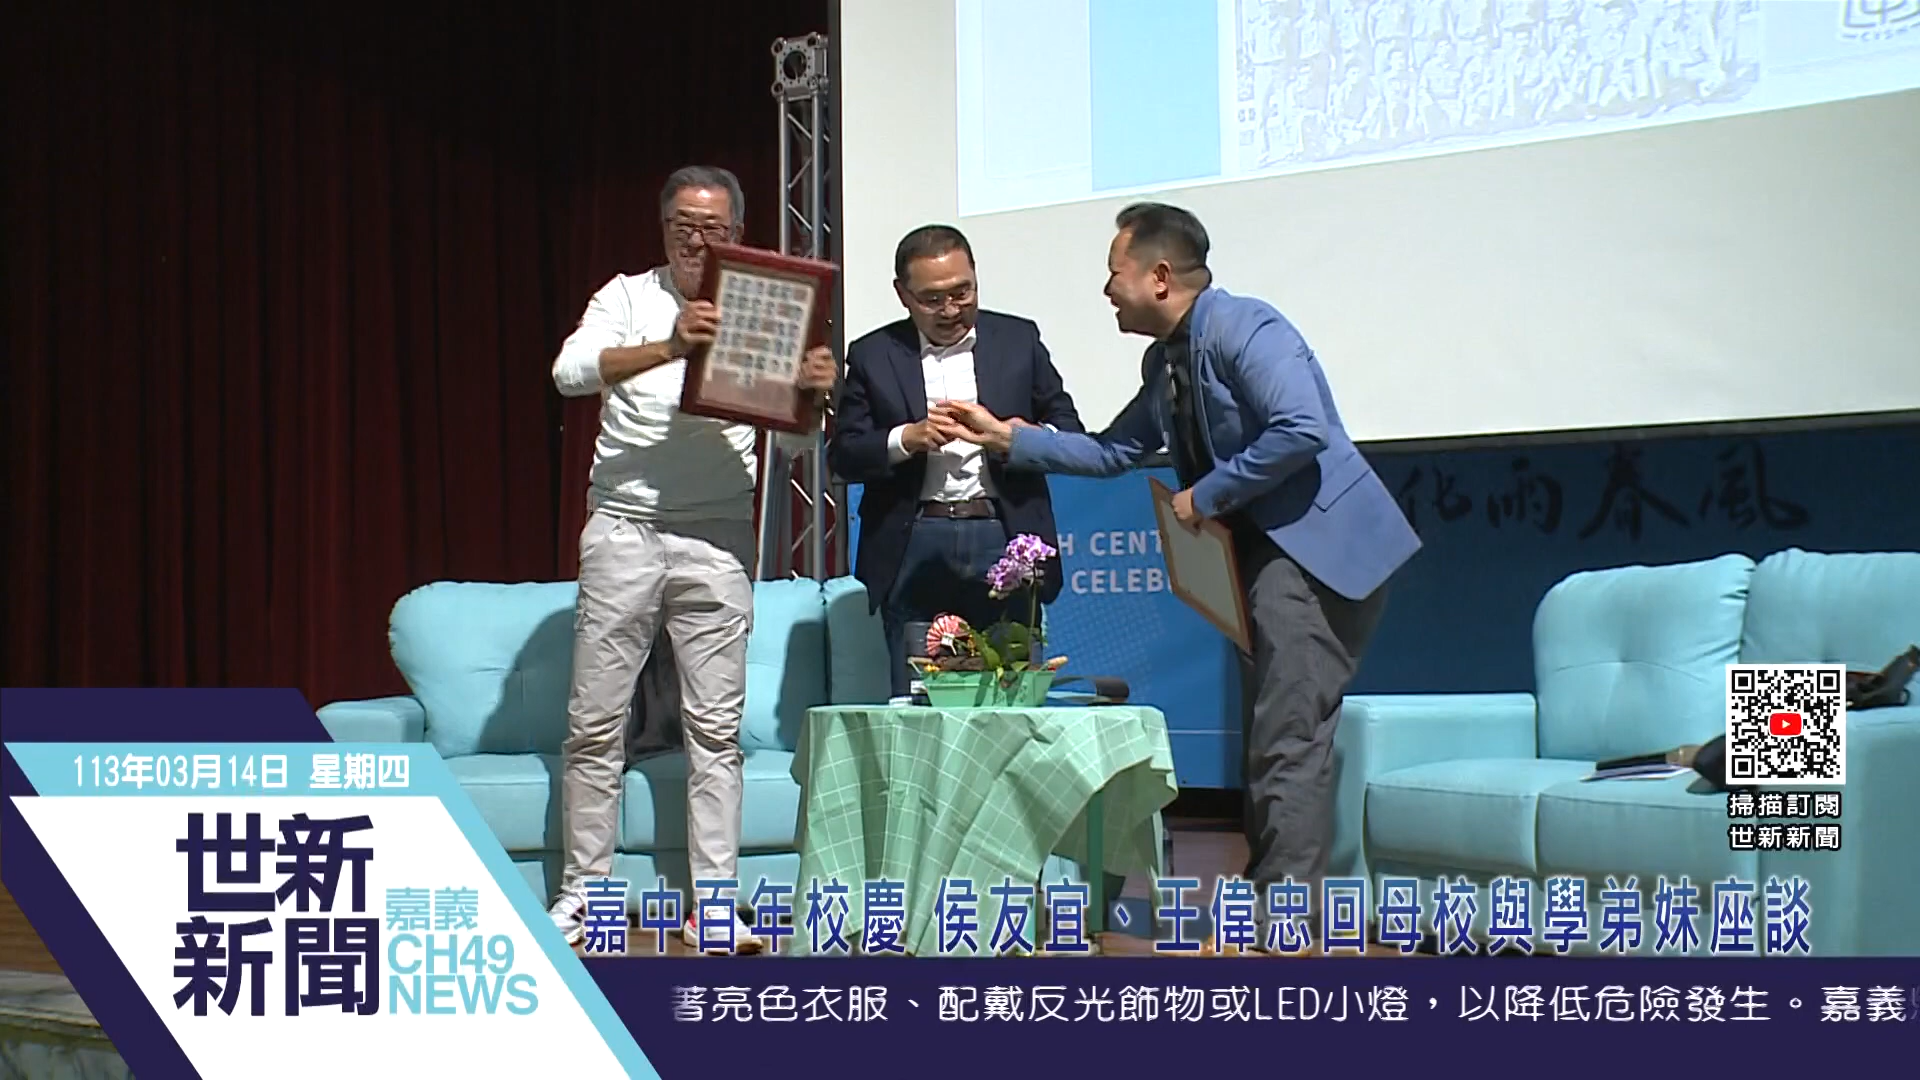 化雨春風
H CENT
CELEB
113年03月14日 星期四
世新
新聞
嘉義
CH49
NEWS
掃描訂閱
世新新聞
嘉中百年校慶 侯友宜、王偉忠回母校與學弟妹座談
著亮色衣服、配戴反光飾物或LED小燈，以降低危險發生。嘉義